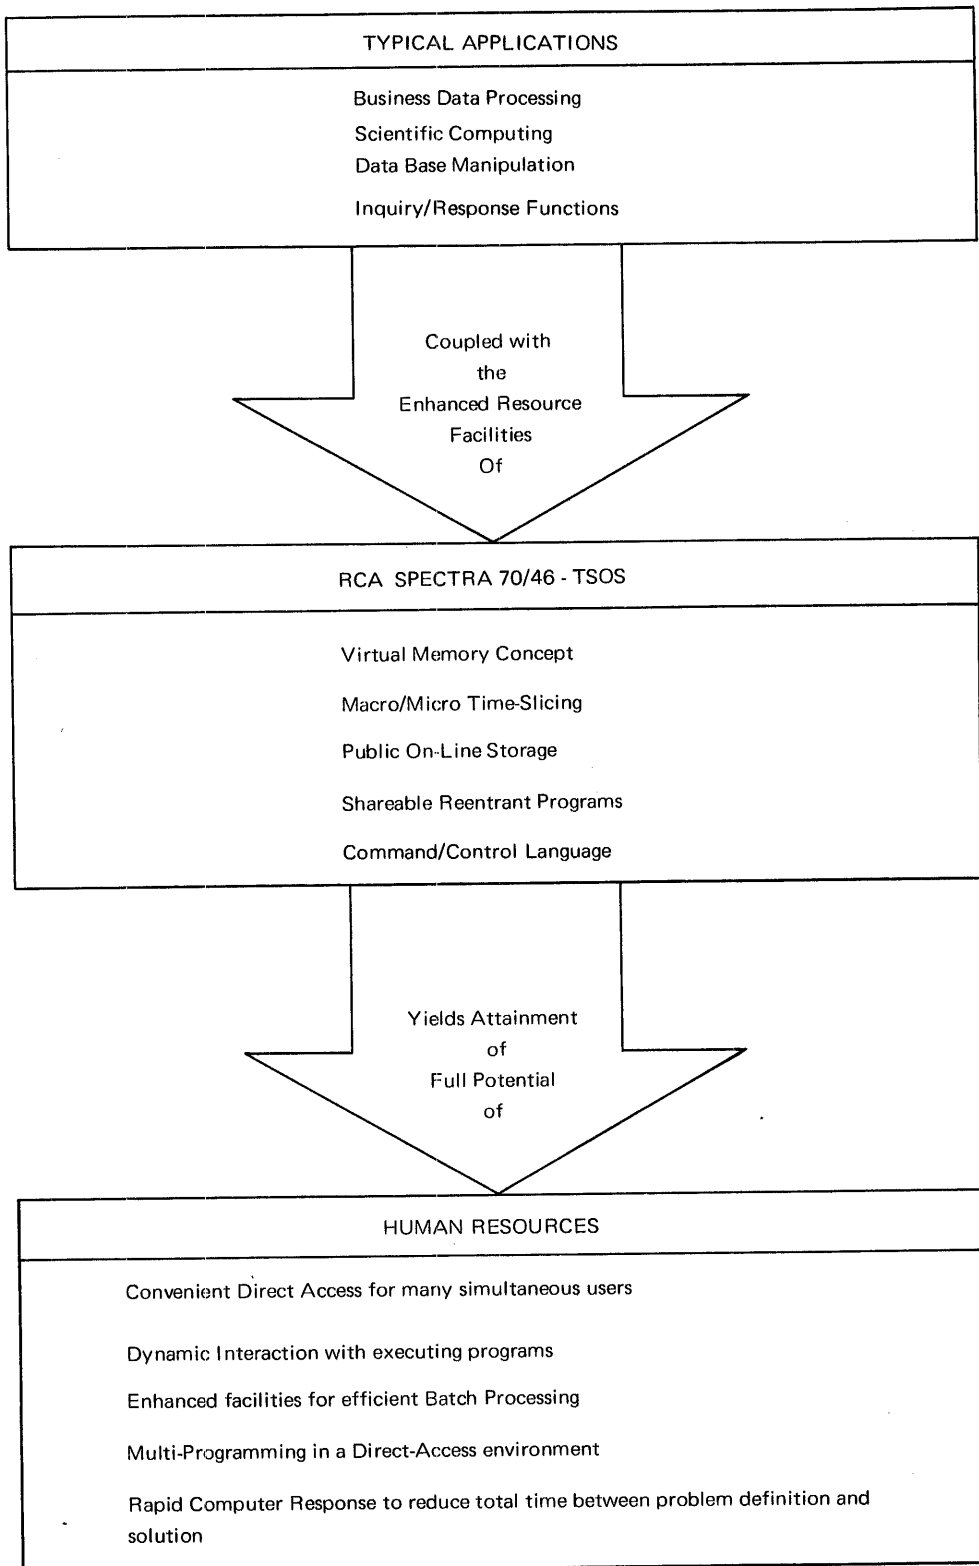 TYPICAL APPLICATIONS
Business Data Processing
Scientific Computing
Data Base Manipulation
Inquiry/Response Functions
Coupled with
the
Enhanced Resource
Facilities
Of
RCA SPECTRA 70/46 - TSOS
Virtual Memory Concept
Macro/Micro Time-Slicing
Public On-Line Storage
Shareable Reentrant Programs
Command/Control Language
Yields Attainment
of
Full Potential
of
HUMAN RESOURCES
Convenient Direct Access for many simultaneous users
Dynamic Interaction with executing programs
Enhanced facilities for efficient Batch Processing
Multi-Programming in a Direct-Access environment
Rapid Computer Response to reduce total time between problem definition and
solution